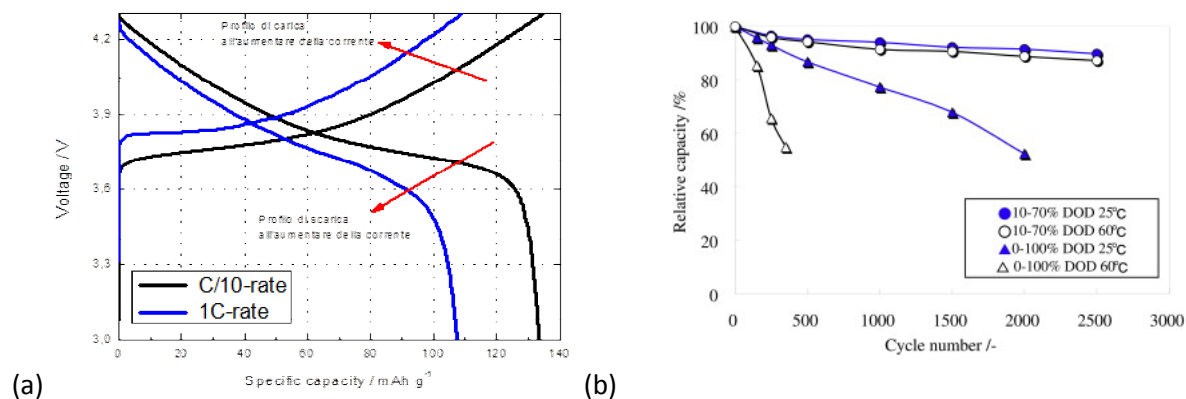 4,2
3,9
3,6
3,3
3,0
Voltage / V
Profilo di carica
all'aumentare della corrente
Profilo di scarica
all'aumentare della corrente
C/10-rate
1C-rate
0 20 40 60 80 100 120 140
Specific capacity / mAh g⁻¹
(a)
100
80
60
40
20
0
Relative capacity /%
10-70% DOD 25℃
10-70% DOD 60℃
0-100% DOD 25℃
0-100% DOD 60℃
0 500 1000 1500 2000 2500 3000
Cycle number /-
(b)